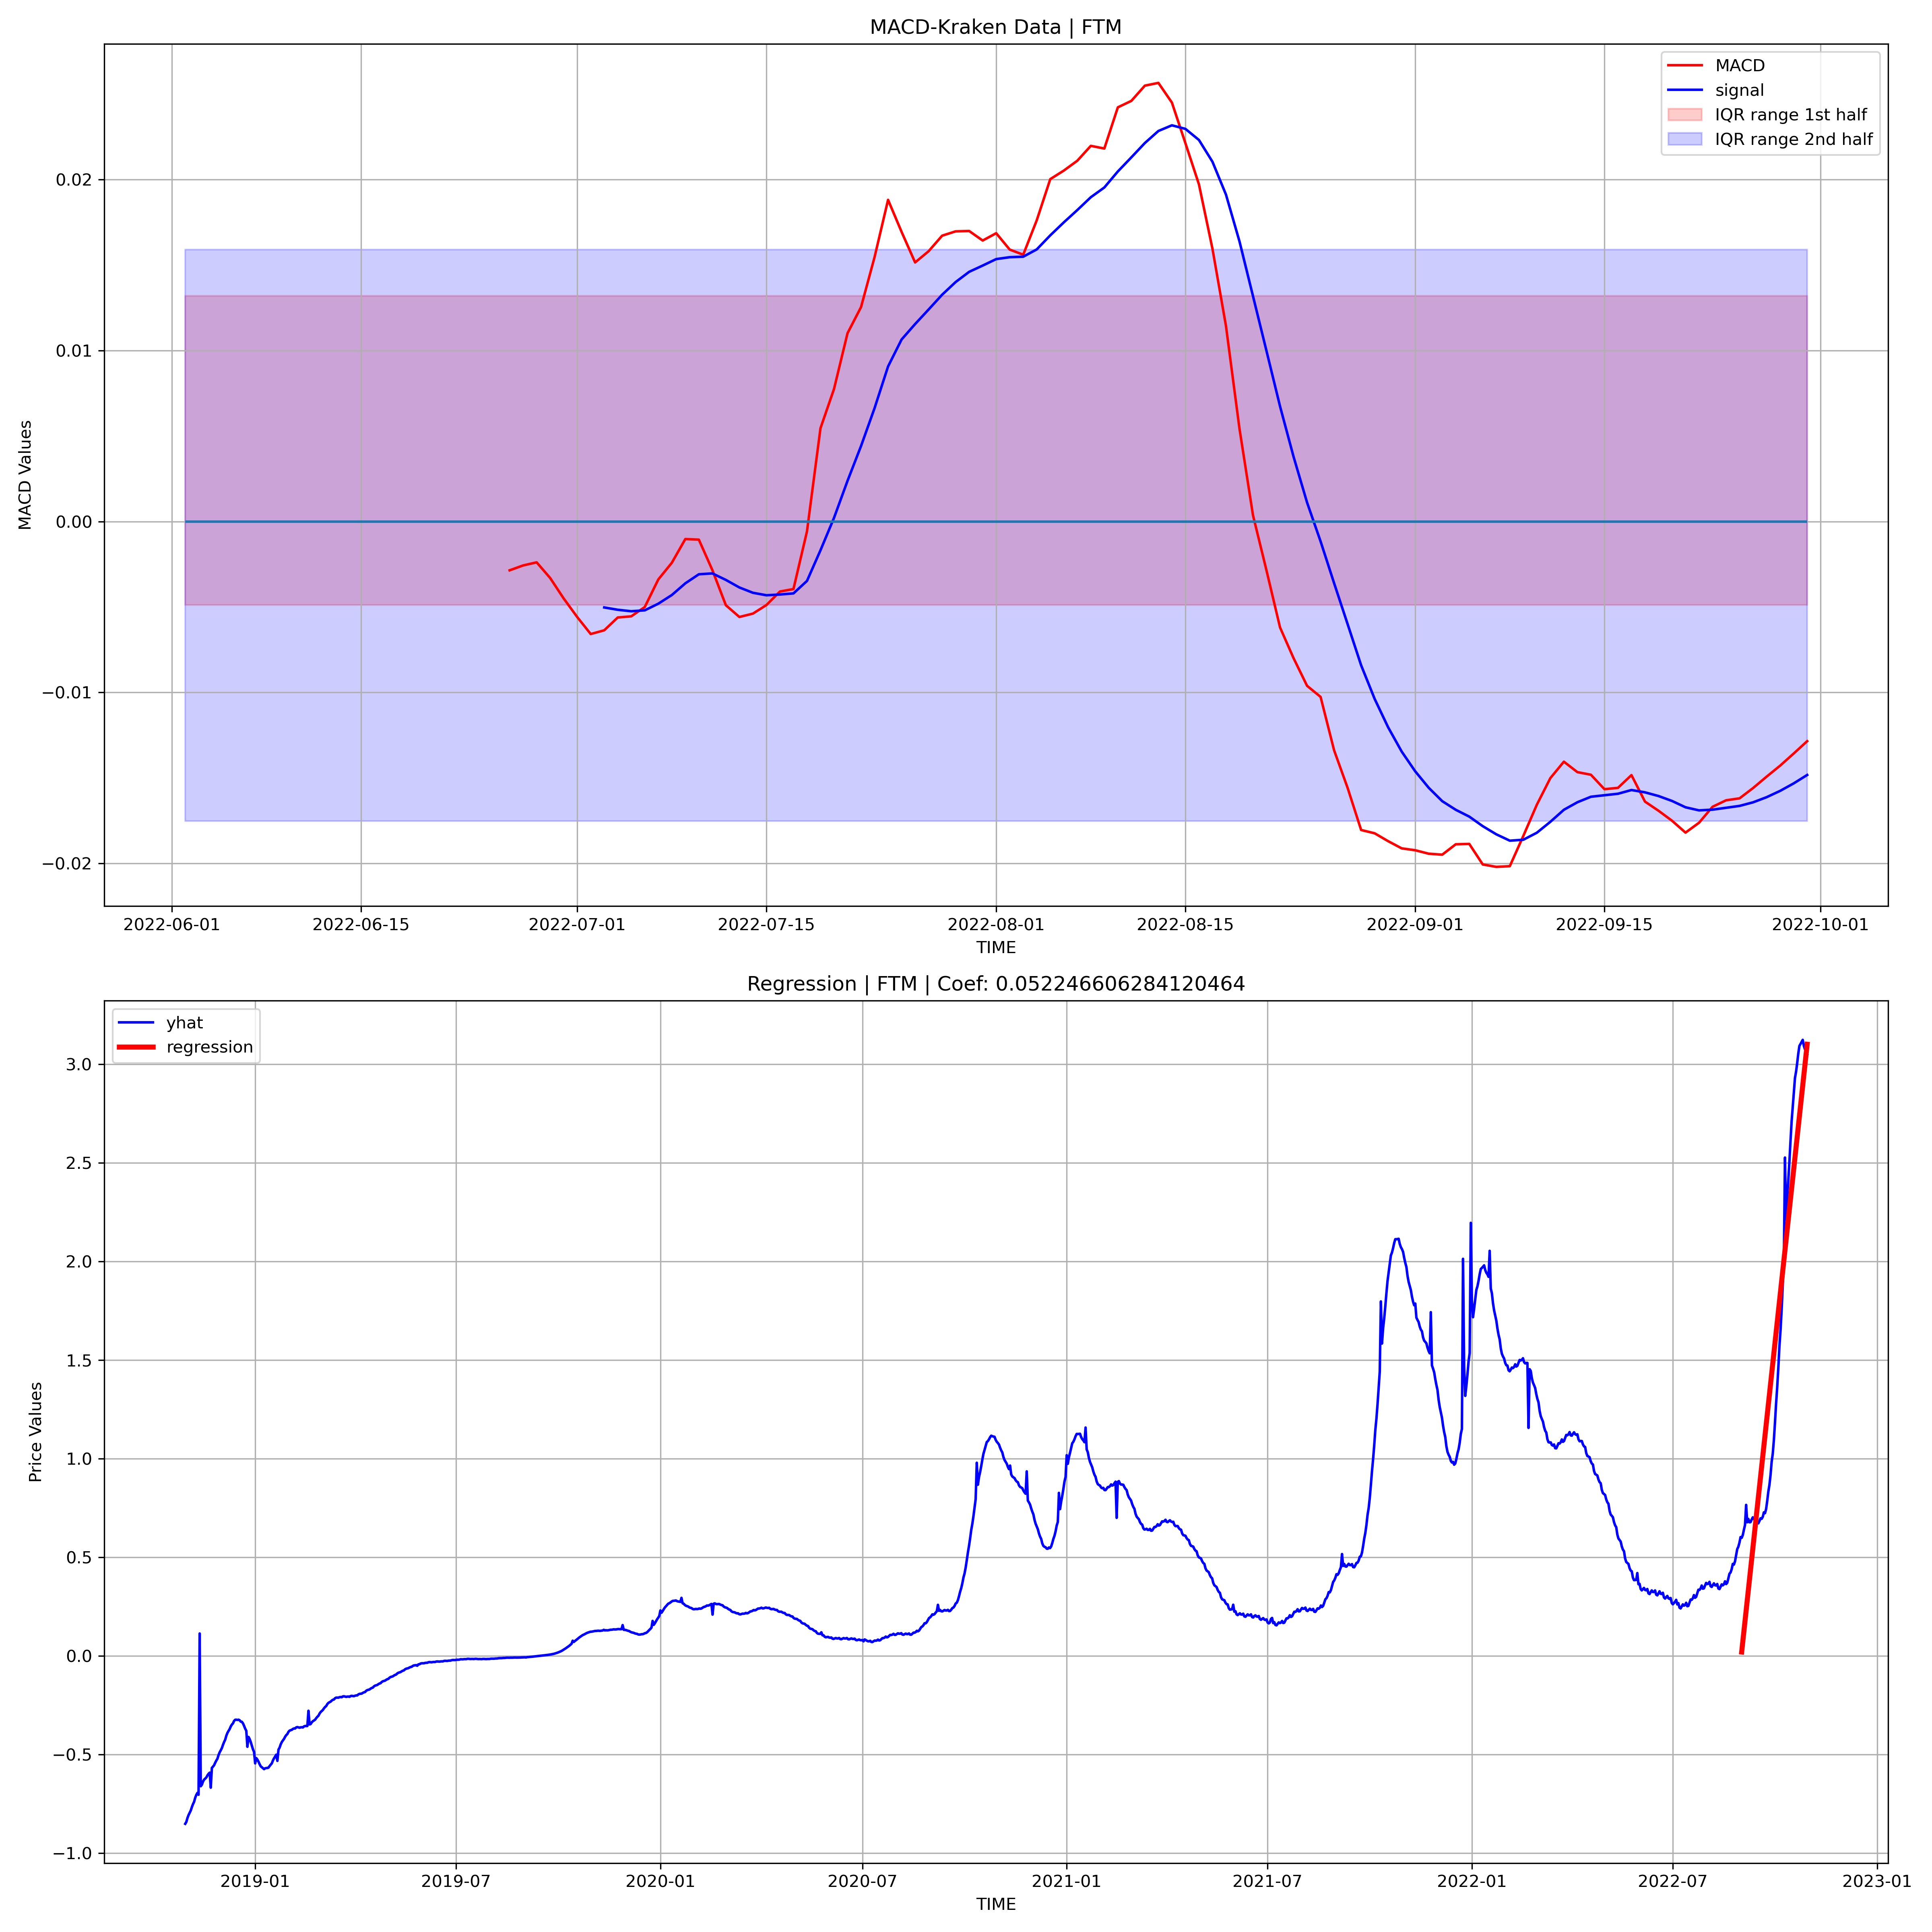 MACD-Kraken Data | FTM
MACD
signal
IQR range 1st half
IQR range 2nd half
MACD Values
0.02
0.01
0.00
−0.01
−0.02
2022-06-01 2022-06-15 2022-07-01 2022-07-15 2022-08-01 2022-08-15 2022-09-01 2022-09-15 2022-10-01
TIME
Regression | FTM | Coef: 0.052246606284120464
yhat
regression
Price Values
3.0
2.5
2.0
1.5
1.0
0.5
0.0
−0.5
−1.0
2019-01 2019-07 2020-01 2020-07 2021-01 2021-07 2022-01 2022-07 2023-01
TIME